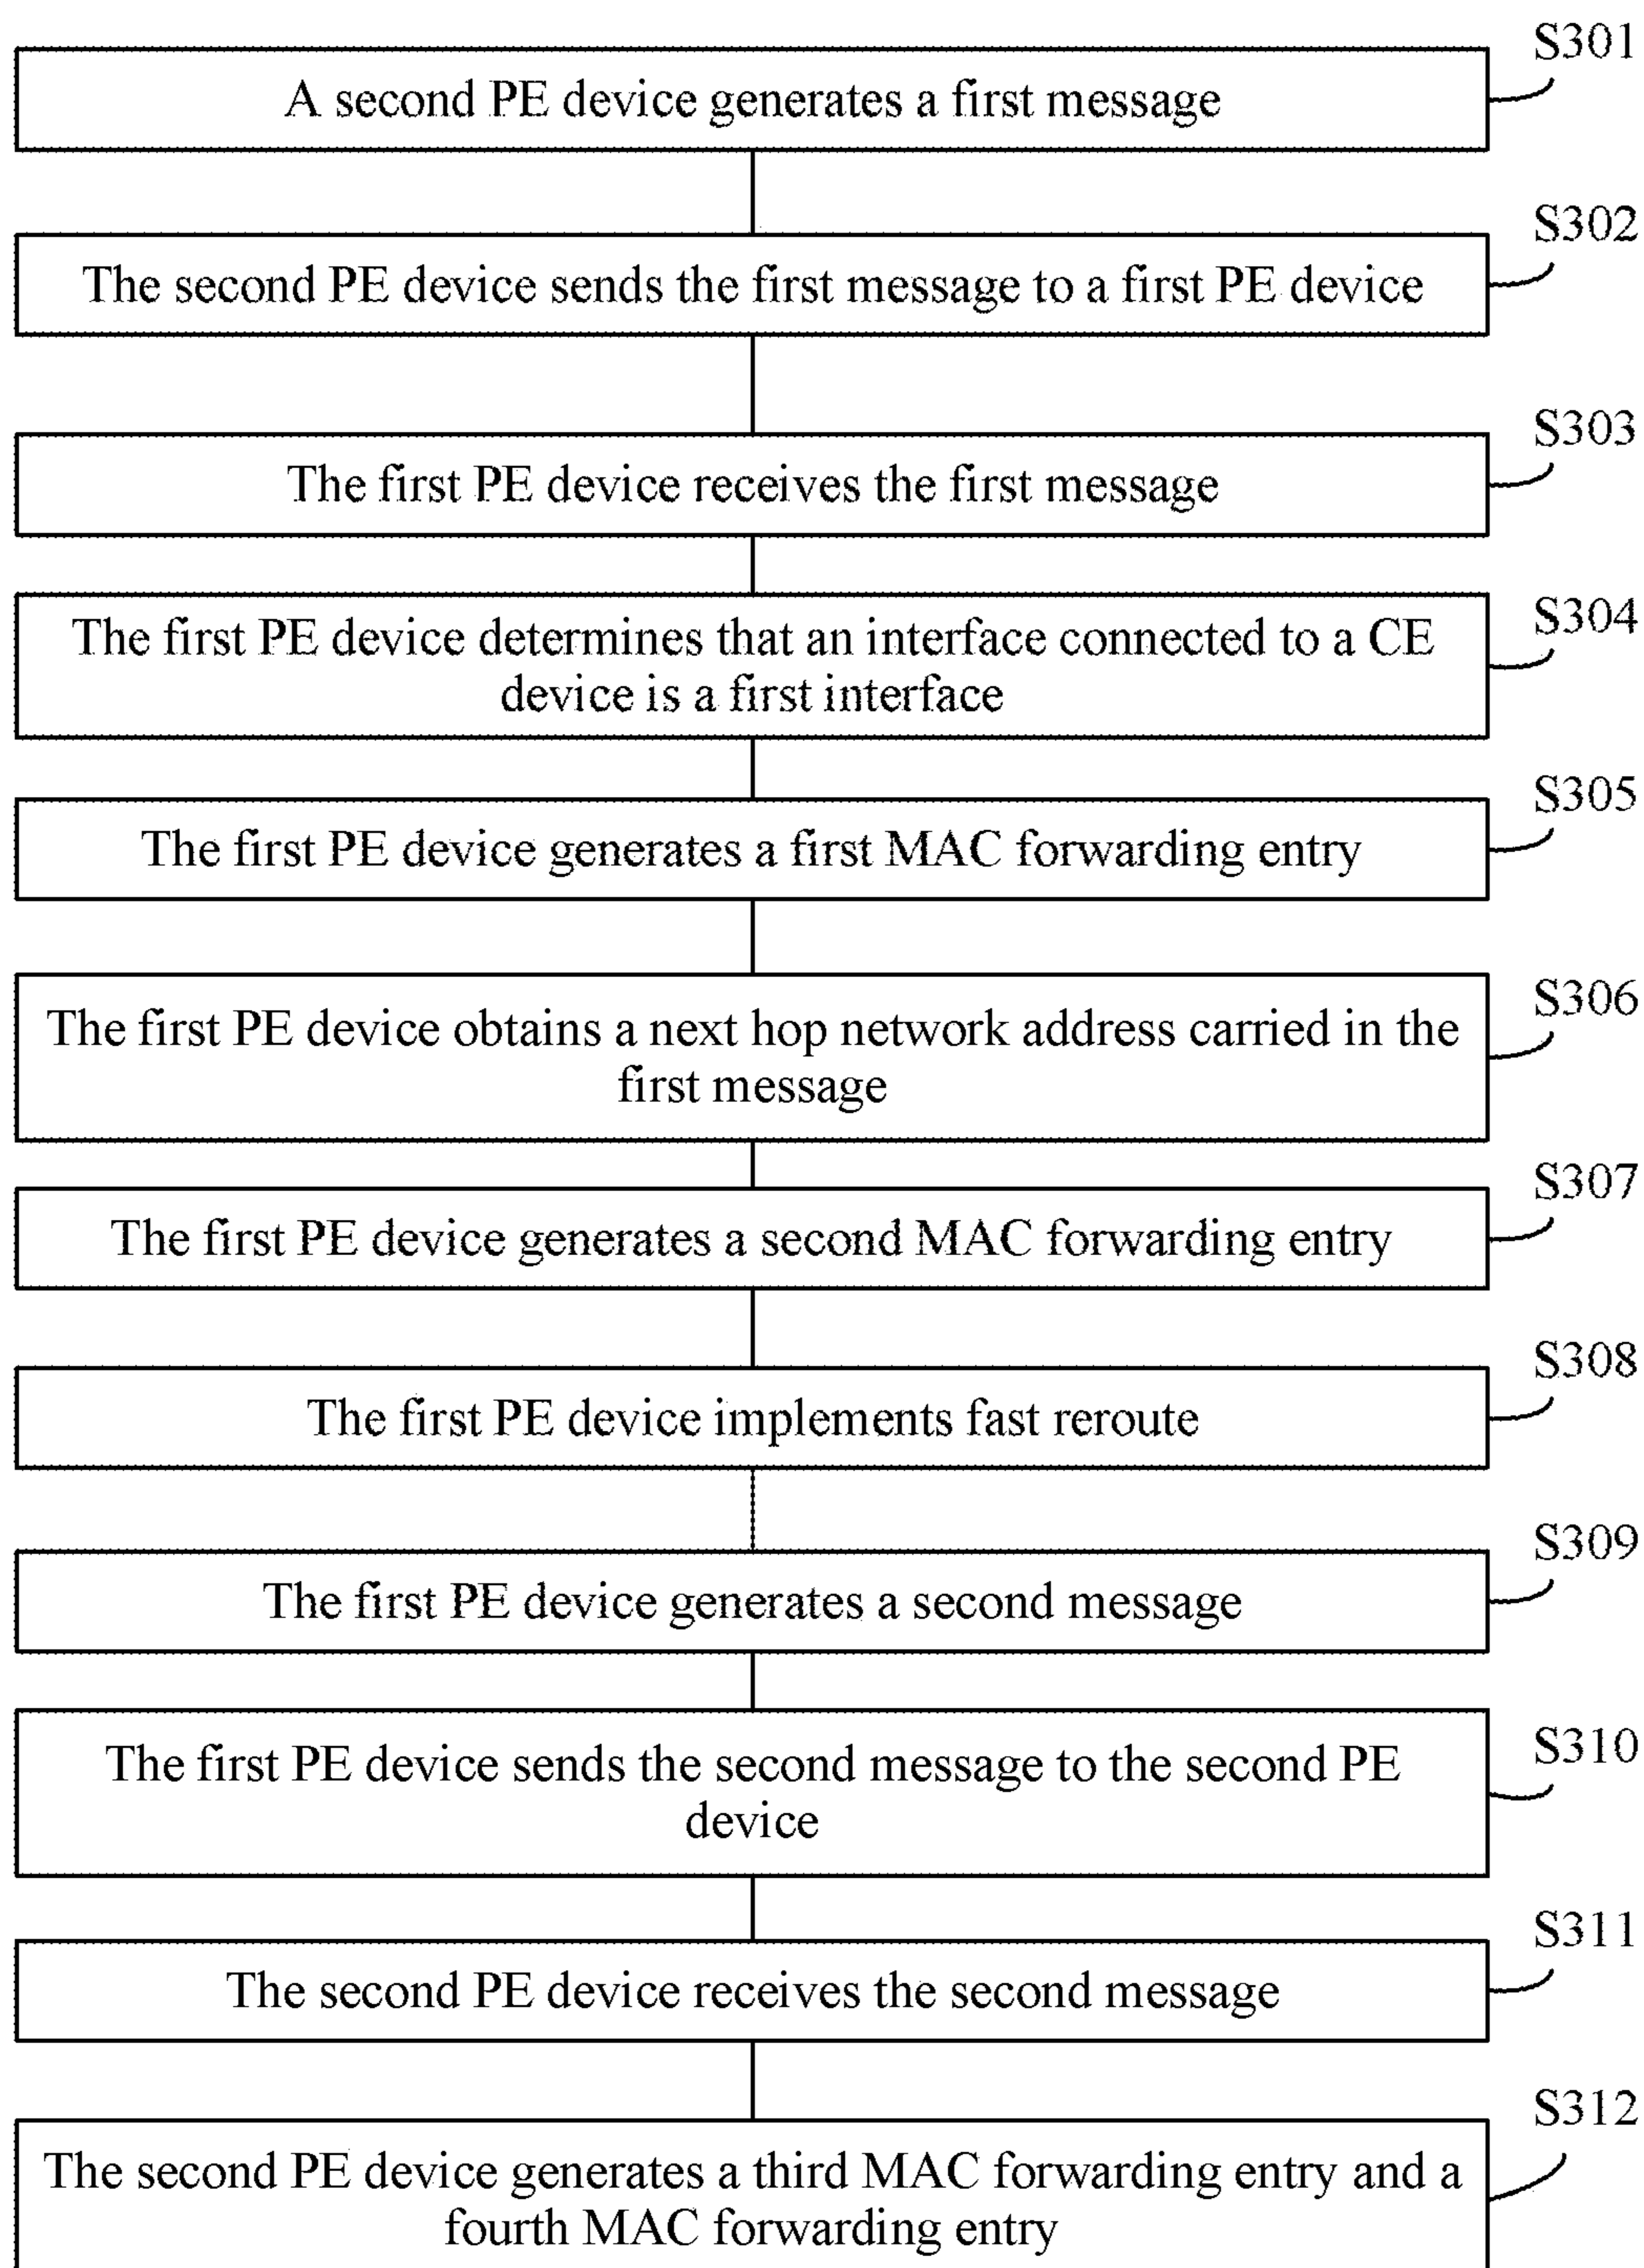 S301
A second PE device generates a first message
S302
The second PE device sends the first message to a first PE device
S303
The first PE device receives the first message
S304
The first PE device determines that an interface connected to a CE
device is a first interface
S305
The first PE device generates a first MAC forwarding entry
S306
The first PE device obtains a next hop network address carried in the
first message
S307
The first PE device generates a second MAC forwarding entry
S308
The first PE device implements fast reroute
S309
The first PE device generates a second message
S310
The first PE device sends the second message to the second PE
device
S311
The second PE device receives the second message
S312
The second PE device generates a third MAC forwarding entry and a
fourth MAC forwarding entry